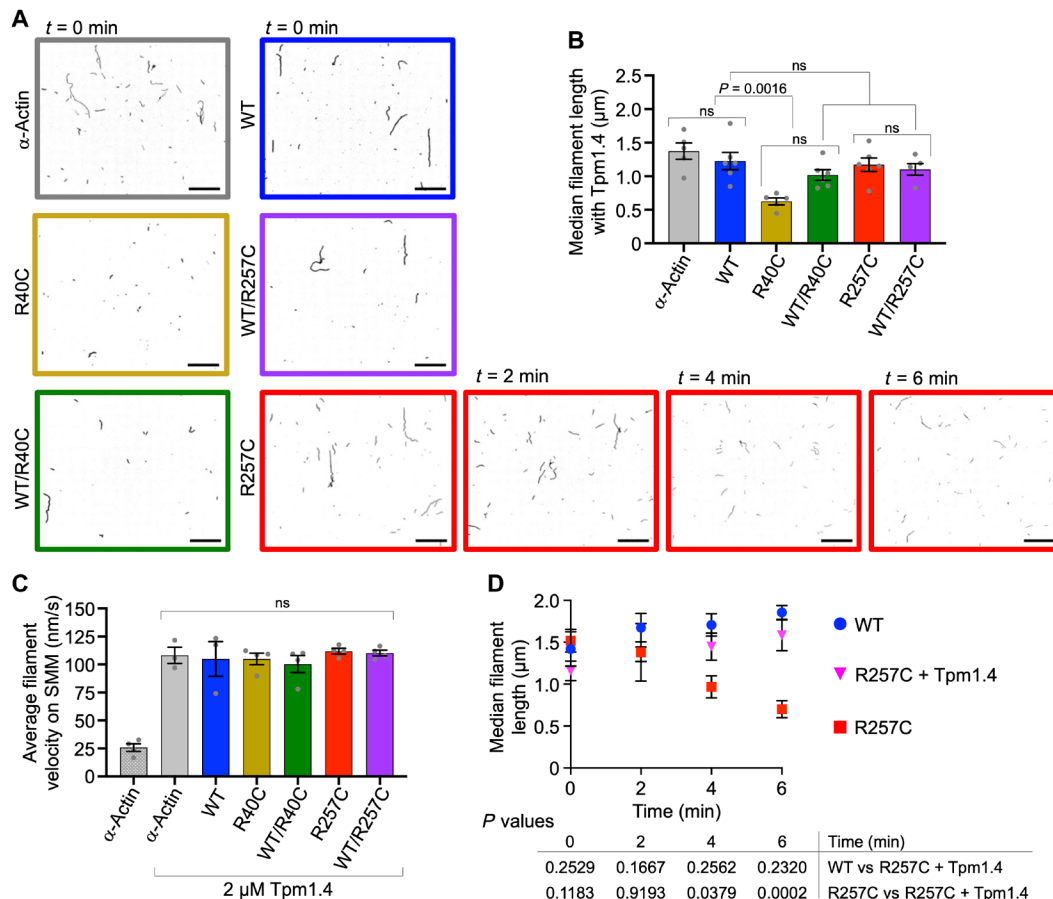 A
t = 0 min
t = 0 min
α-Actin
WT
R40C
WT/R257C
WT/R40C
R257C
t = 2 min
t = 4 min
t = 6 min
B
Median filament length
with Tpm1.4 (μm)
2.5
2.0
1.5
1.0
0.5
0
ns
P = 0.0016
ns
ns
ns
α-Actin
WT
R40C
WT/R40C
R257C
WT/R257C
C
Average filament
velocity on SMM (nm/s)
150
125
100
75
50
25
0
ns
α-Actin
α-Actin
WT
R40C
WT/R40C
R257C
WT/R257C
2 μM Tpm1.4
D
Median filament
length (μm)
2.0
1.5
1.0
0.5
0
0 2 4 6
Time (min)
WT
R257C + Tpm1.4
R257C
P values
0 2 4 6 Time (min)
0.2529 0.1667 0.2562 0.2320 WT vs R257C + Tpm1.4
0.1183 0.9193 0.0379 0.0002 R257C vs R257C + Tpm1.4